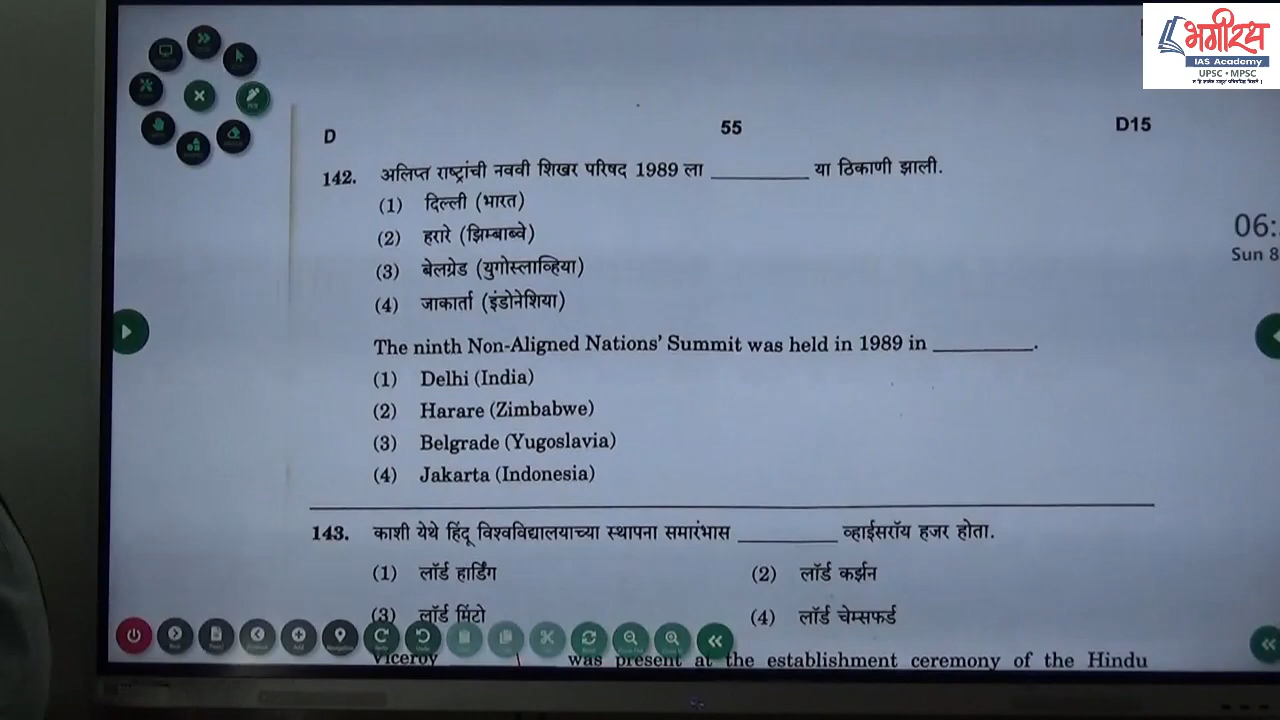 भगीरथ
IAS Academy
UPSC • MPSC
D 55 D15
142. अलिप्त राष्ट्रांची नववी शिखर परिषद 1989 ला __________ या ठिकाणी झाली.
(1) दिल्ली (भारत)
(2) हरारे (झिम्बाब्वे)
(3) बेलग्रेड (युगोस्लाव्हिया)
(4) जाकार्ता (इंडोनेशिया)
The ninth Non-Aligned Nations' Summit was held in 1989 in __________.
(1) Delhi (India)
(2) Harare (Zimbabwe)
(3) Belgrade (Yugoslavia)
(4) Jakarta (Indonesia)
06:
Sun 8
143. काशी येथे हिंदू विश्वविद्यालयाच्या स्थापना समारंभास __________ व्हाईसरॉय हजर होता.
(1) लॉर्ड हार्डिंग (2) लॉर्ड कर्झन
(3) लॉर्ड मिंटो (4) लॉर्ड चेम्सफर्ड
Viceroy __________ was present at the establishment ceremony of the Hindu